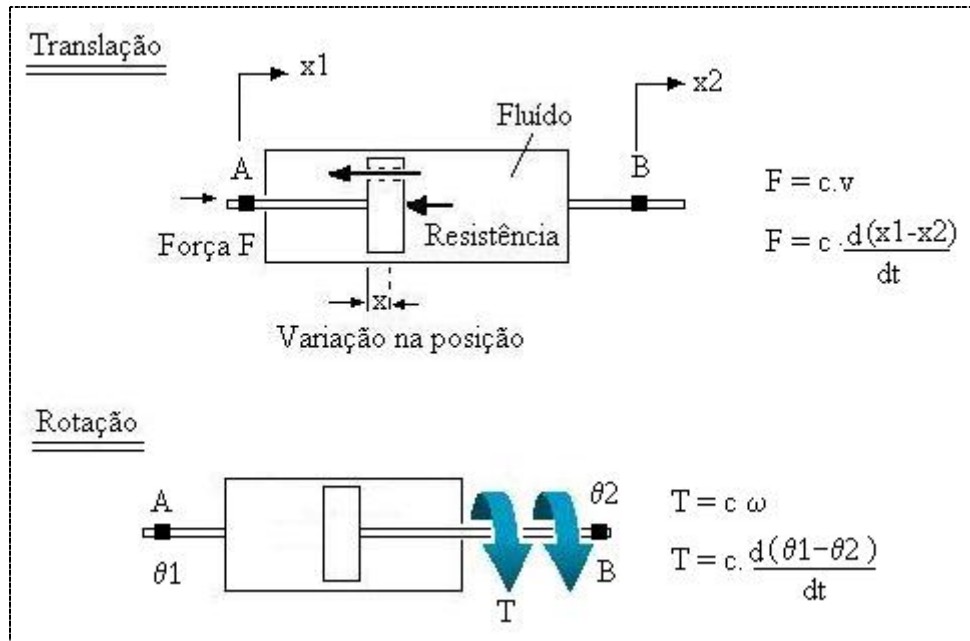 Translação
x1
x2
Fluído
A
B
F = c.v
Força F
Resistência
F = c . d(x1-x2)
dt
x
Variação na posição
Rotação
A
θ2
T = c ω
θ1
B
T = c. d(θ1-θ2)
dt
T